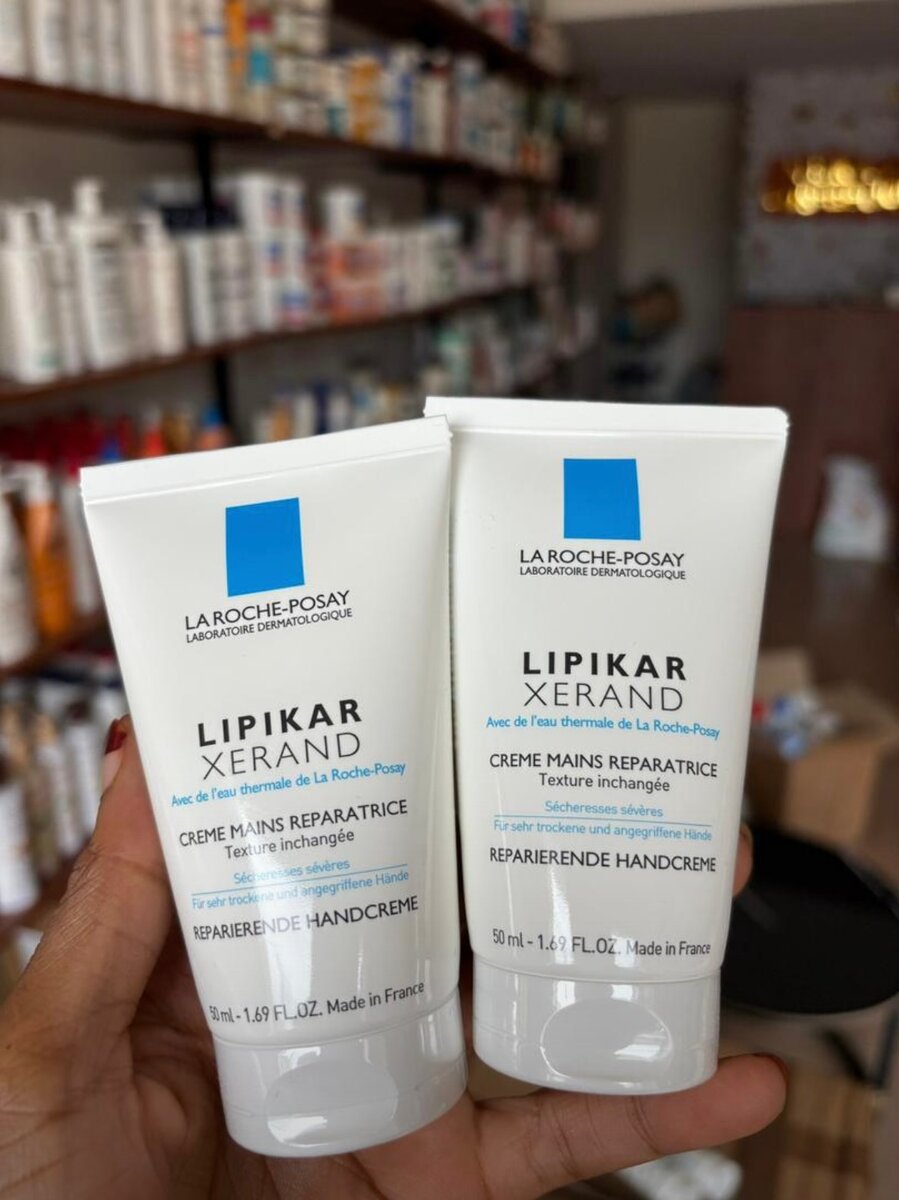 LA ROCHE-POSAY
LABORATOIRE DERMATOLOGIQUE
LIPIKAR
XERAND
Avec de l'eau thermale de La Roche-Posay
CREME MAINS REPARATRICE
Texture inchangée
Sécheresses sévères
Für sehr trockene und angegriffene Hände
REPARIERENDE HANDCREME
50 ml - 1.69 FL.OZ. Made in France
LA ROCHE-POSAY
LABORATOIRE DERMATOLOGIQUE
LIPIKAR
XERAND
Avec de l'eau thermale de La Roche-Posay
CREME MAINS REPARATRICE
Texture inchangée
Sécheresses sévères
Für sehr trockene und angegriffene Hände
REPARIERENDE HANDCREME
50 ml - 1.69 FL.OZ. Made in France